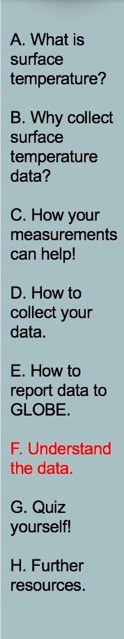 A. What is
surface
temperature?
B. Why collect
surface
temperature
data?
C. How your
measurements
can help!
D. How to
collect your
data.
E. How to
report data to
GLOBE.
F. Understand
the data.
G. Quiz
yourself!
H. Further
resources.